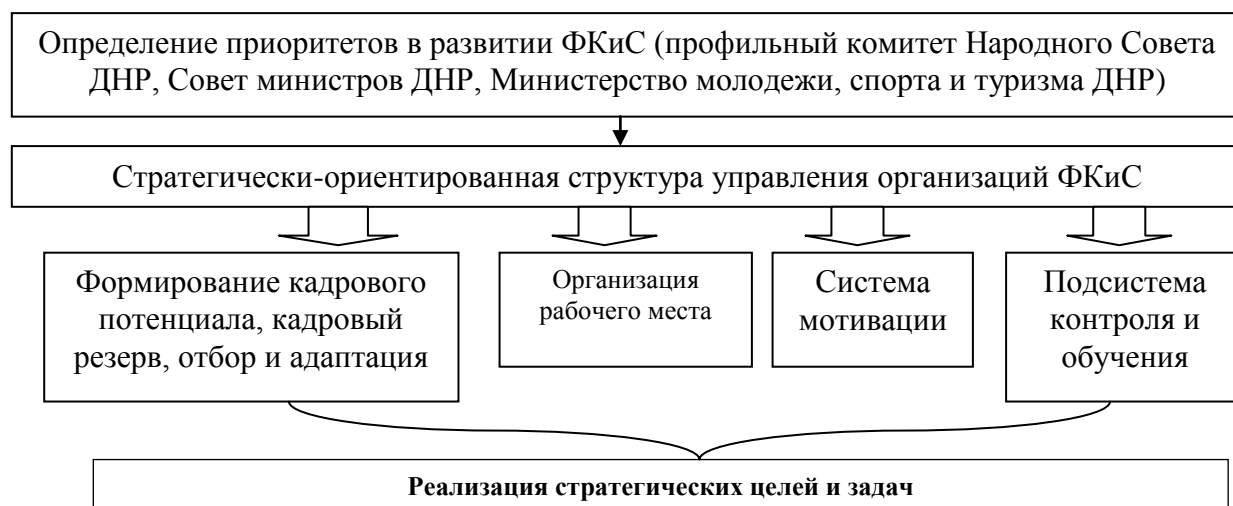 Определение приоритетов в развитии ФКиС (профильный комитет Народного Совета
ДНР, Совет министров ДНР, Министерство молодежи, спорта и туризма ДНР)
Стратегически-ориентированная структура управления организаций ФКиС
Формирование кадрового
потенциала, кадровый
резерв, отбор и адаптация
Организация
рабочего места
Система
мотивации
Подсистема
контроля и
обучения
Реализация стратегических целей и задач